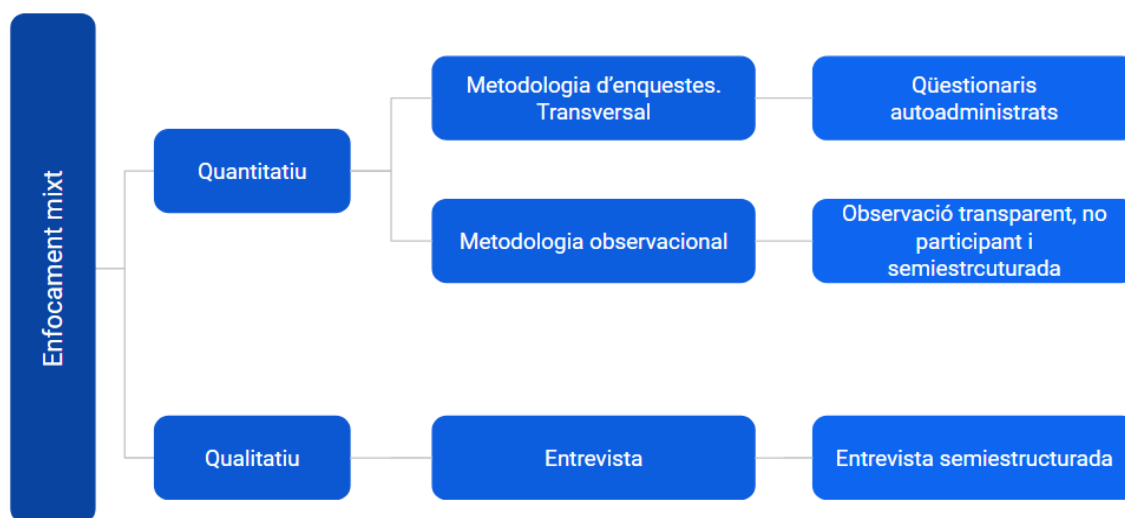 Enfocament mixt
Quantitatiu
Metodologia d'enquestes.
Transversal
Qüestionaris
autoadministrats
Metodologia observacional
Observació transparent, no
participant i
semiestrcuturada
Qualitatiu
Entrevista
Entrevista semiestructurada